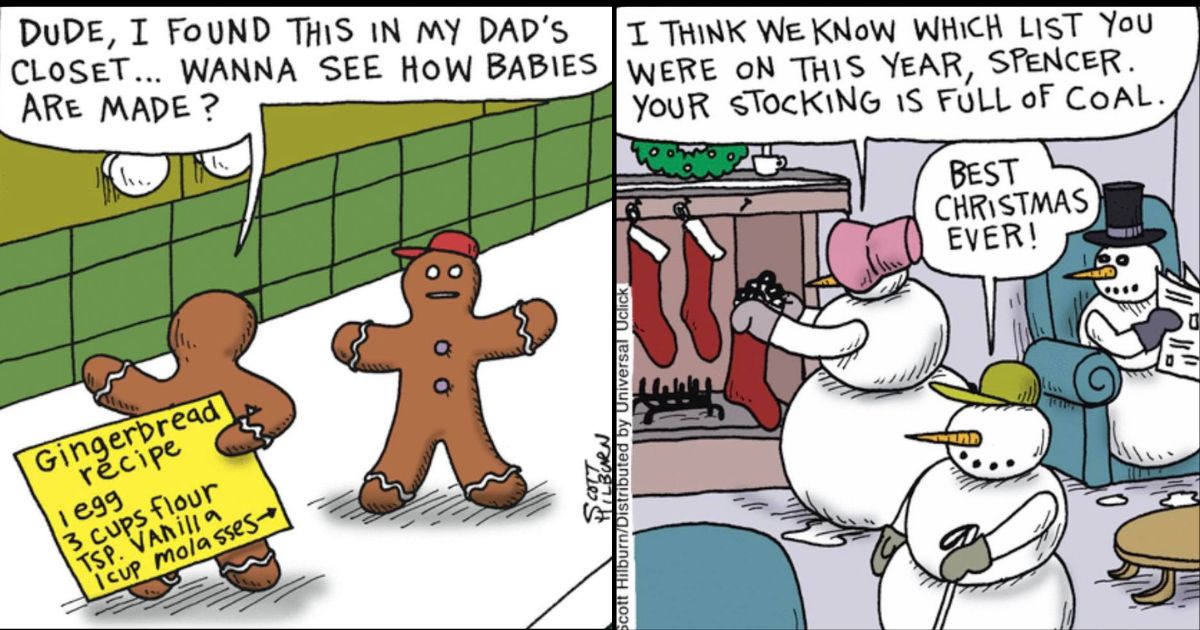 DUDE, I FOUND THIS IN MY DAD'S
CLOSET... WANNA SEE HOW BABIES
ARE MADE?
Gingerbread
recipe
1 egg
3 cups flour
TSP. VANILLA
1 cup molasses→
SCOTT
HILBURN
I THINK WE KNOW WHICH LIST YOU
WERE ON THIS YEAR, SPENCER.
YOUR STOCKING IS FULL OF COAL.
BEST
CHRISTMAS
EVER!
Scott Hilburn/Distributed by Universal Uclick